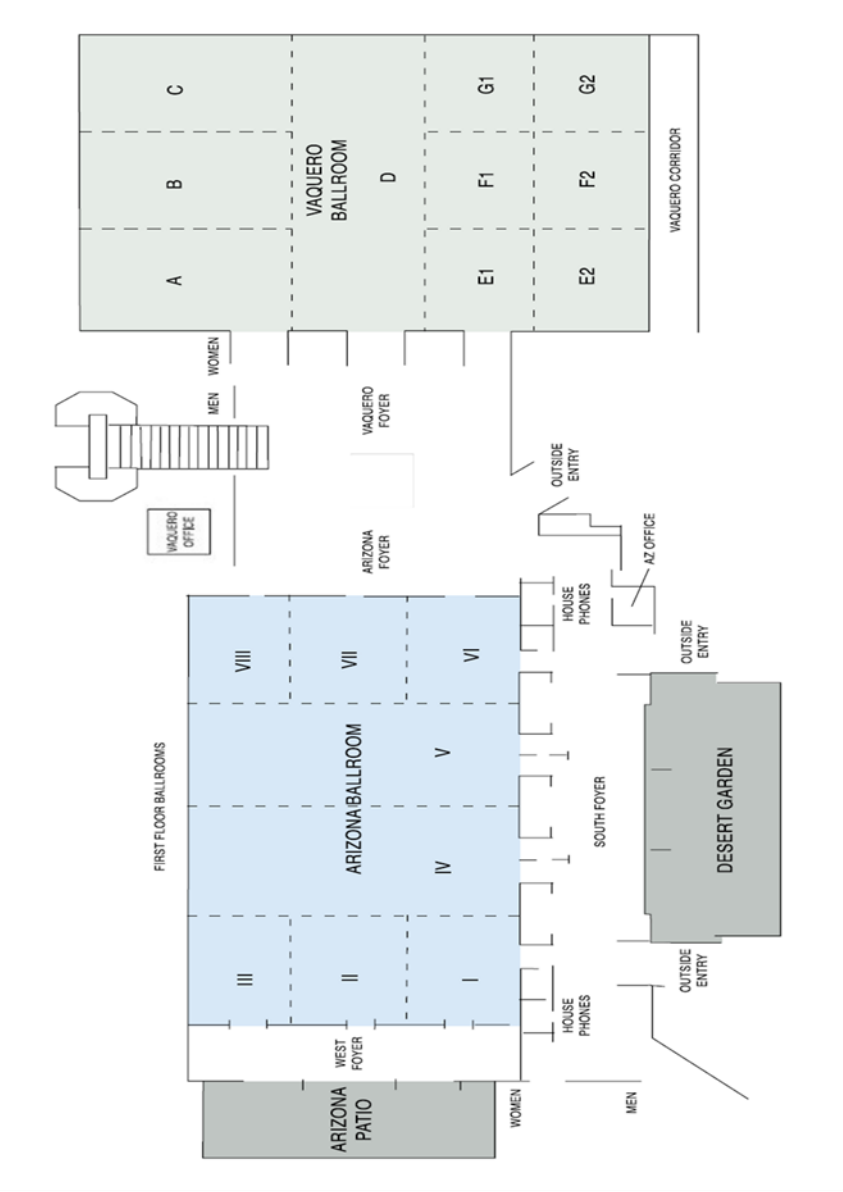 FIRST FLOOR BALLROOMS
ARIZONA
PATIO
WEST
FOYER
III
II
I
ARIZONA BALLROOM
IV
V
VIII
VII
VI
WOMEN
MEN
HOUSE
PHONES
SOUTH FOYER
HOUSE
PHONES
OUTSIDE
ENTRY
DESERT GARDEN
OUTSIDE
ENTRY
AZ OFFICE
OUTSIDE
ENTRY
ARIZONA
FOYER
VAQUERO
OFFICE
VAQUERO
FOYER
MEN
WOMEN
VAQUERO
BALLROOM
A
B
C
D
E1
F1
G1
E2
F2
G2
VAQUERO CORRIDOR